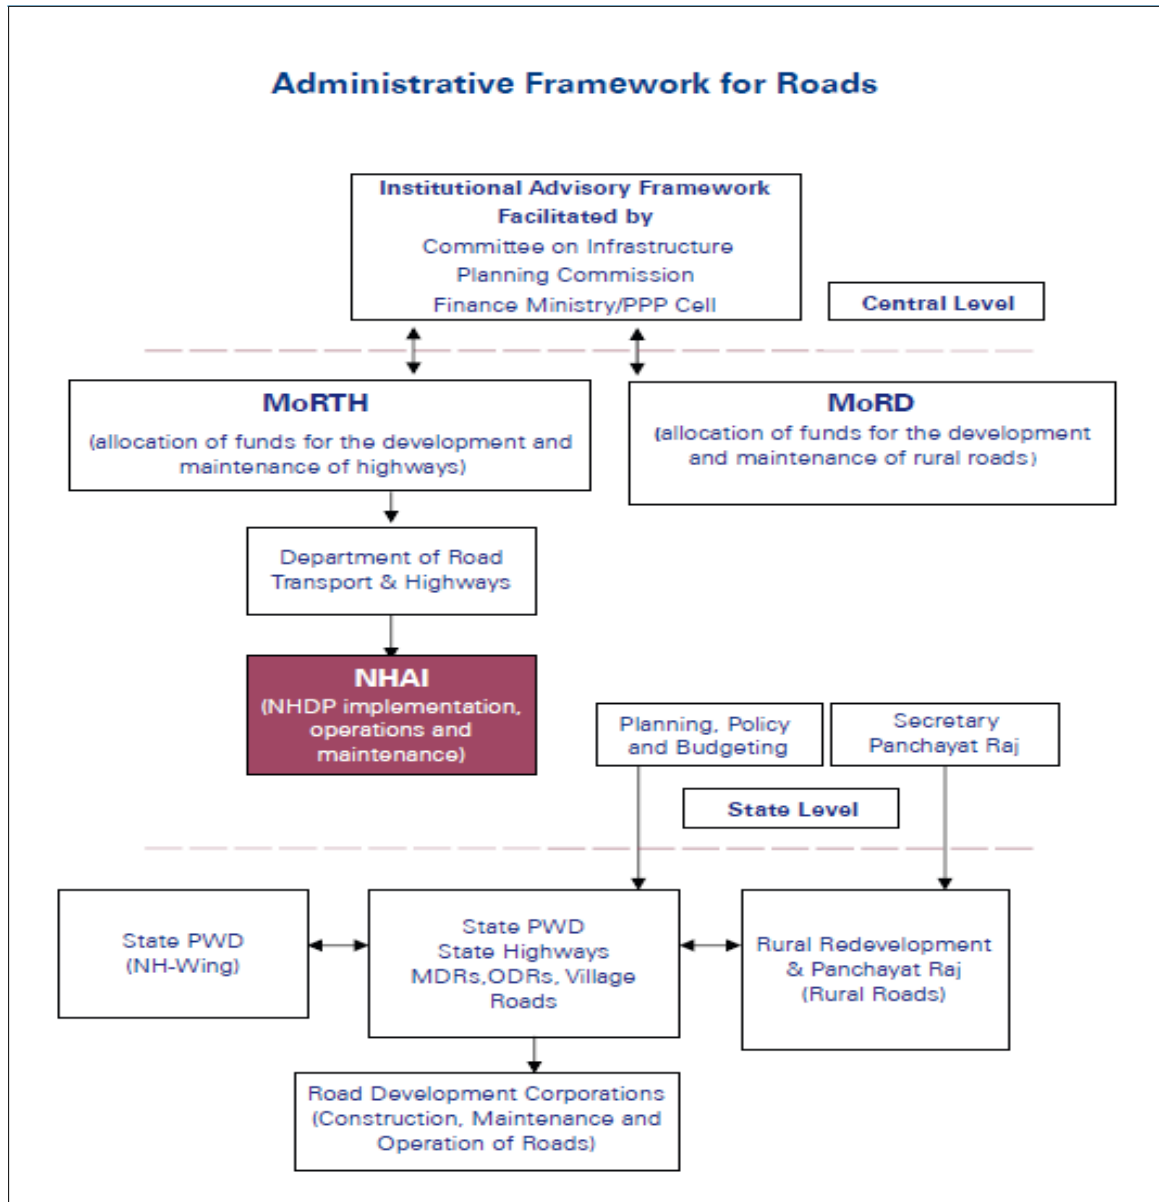 Administrative Framework for Roads
Institutional Advisory Framework
Facilitated by
Committee on Infrastructure
Planning Commission
Finance Ministry/PPP Cell
Central Level
MoRTH
(allocation of funds for the development and
maintenance of highways)
MoRD
(allocation of funds for the development
and maintenance of rural roads)
Department of Road
Transport & Highways
NHAI
(NHDP implementation,
operations and
maintenance)
Planning, Policy
and Budgeting
Secretary
Panchayat Raj
State Level
State PWD
(NH-Wing)
State PWD
State Highways
MDRs,ODRs, Village
Roads
Rural Redevelopment
& Panchayat Raj
(Rural Roads)
Road Development Corporations
(Construction, Maintenance and
Operation of Roads)